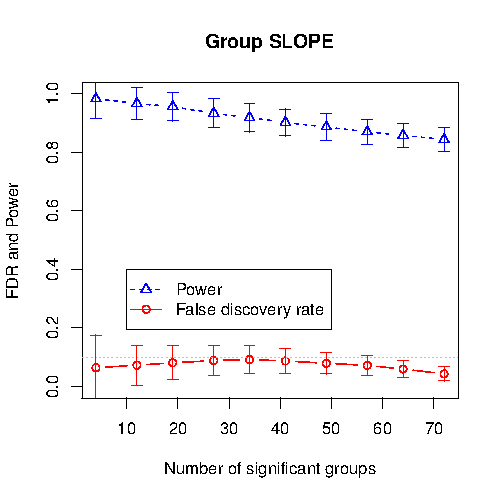 Group SLOPE
FDR and Power
1.0
0.8
0.6
0.4
0.2
0.0
Power
False discovery rate
10 20 30 40 50 60 70
Number of significant groups